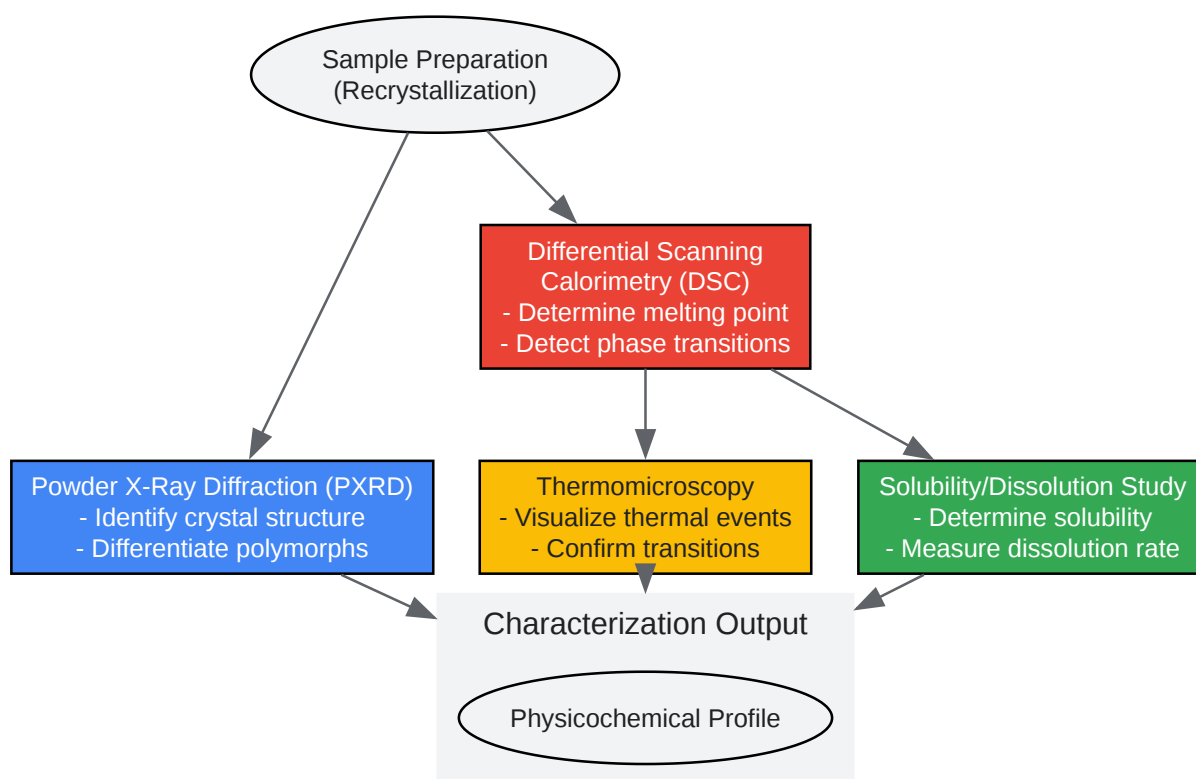 Sample Preparation
(Recrystallization)
Differential Scanning
Calorimetry (DSC)
- Determine melting point
- Detect phase transitions
Powder X-Ray Diffraction (PXRD)
- Identify crystal structure
- Differentiate polymorphs
Thermomicroscopy
- Visualize thermal events
- Confirm transitions
Solubility/Dissolution Study
- Determine solubility
- Measure dissolution rate
Characterization Output
Physicochemical Profile